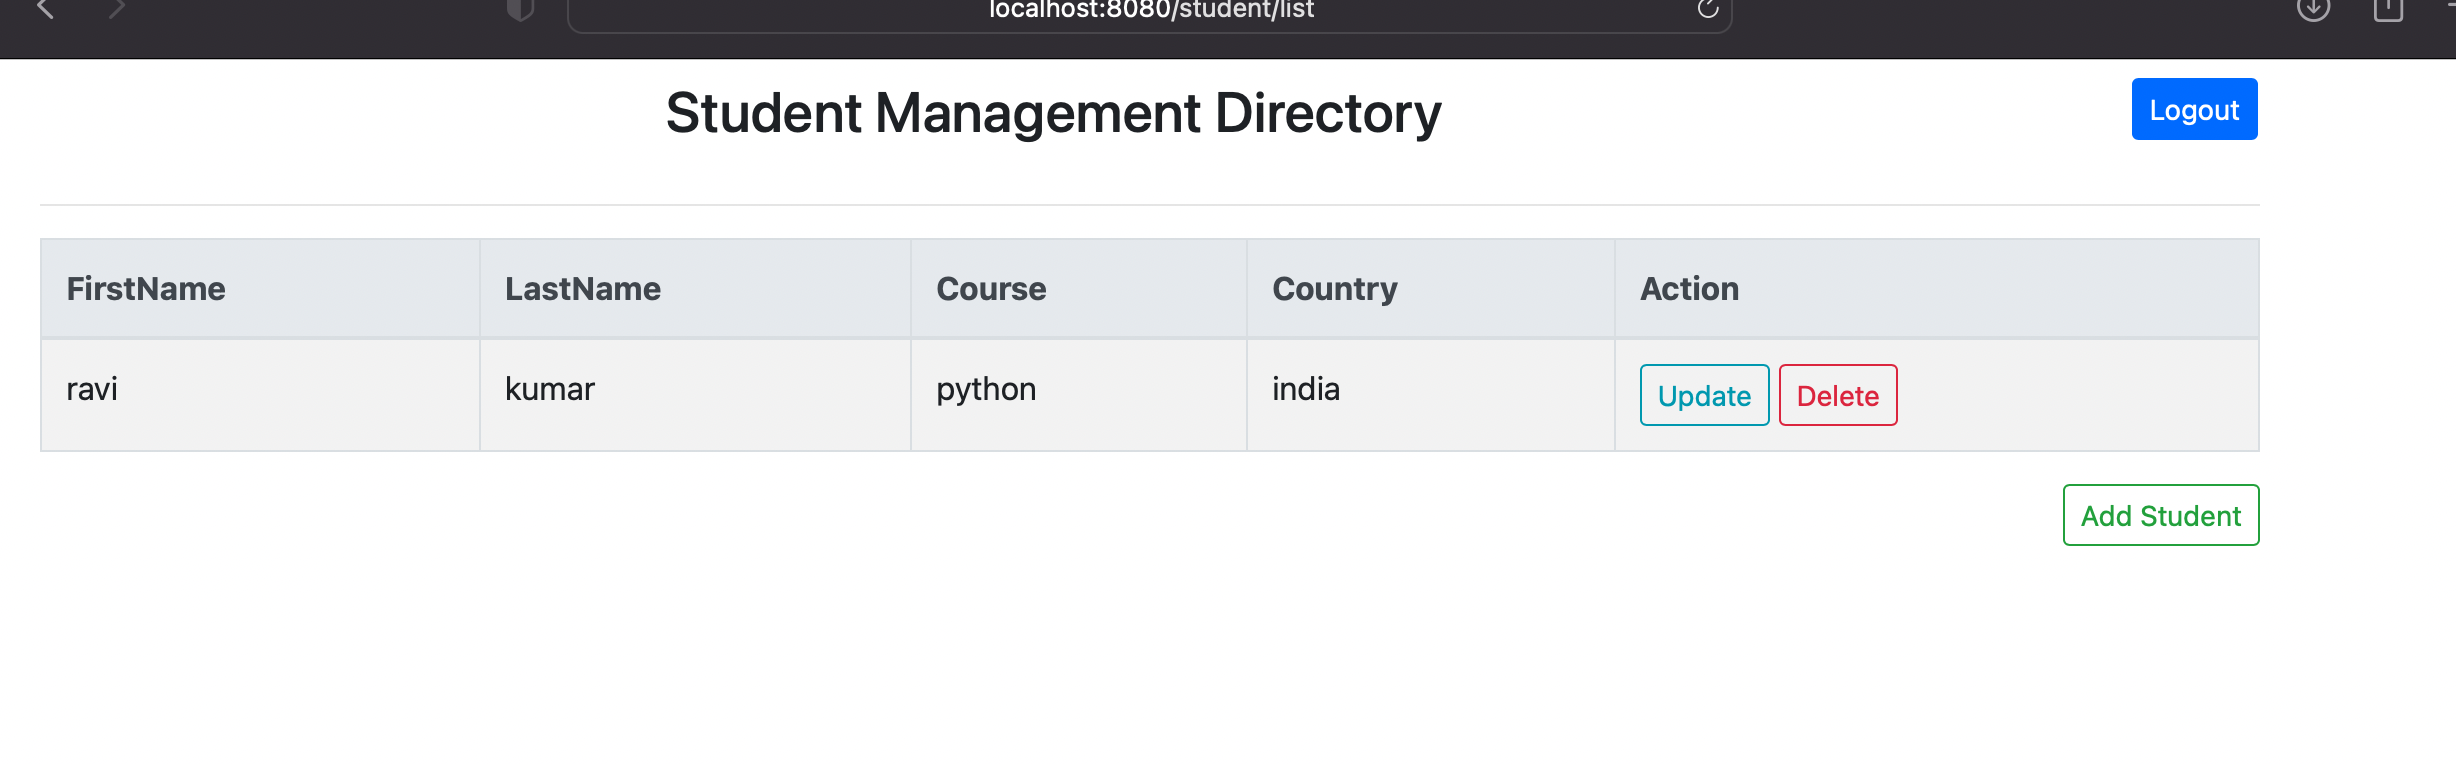 localhost:8080/student/list
Student Management Directory
Logout
FirstName LastName Course Country Action
ravi kumar python india Update Delete
Add Student